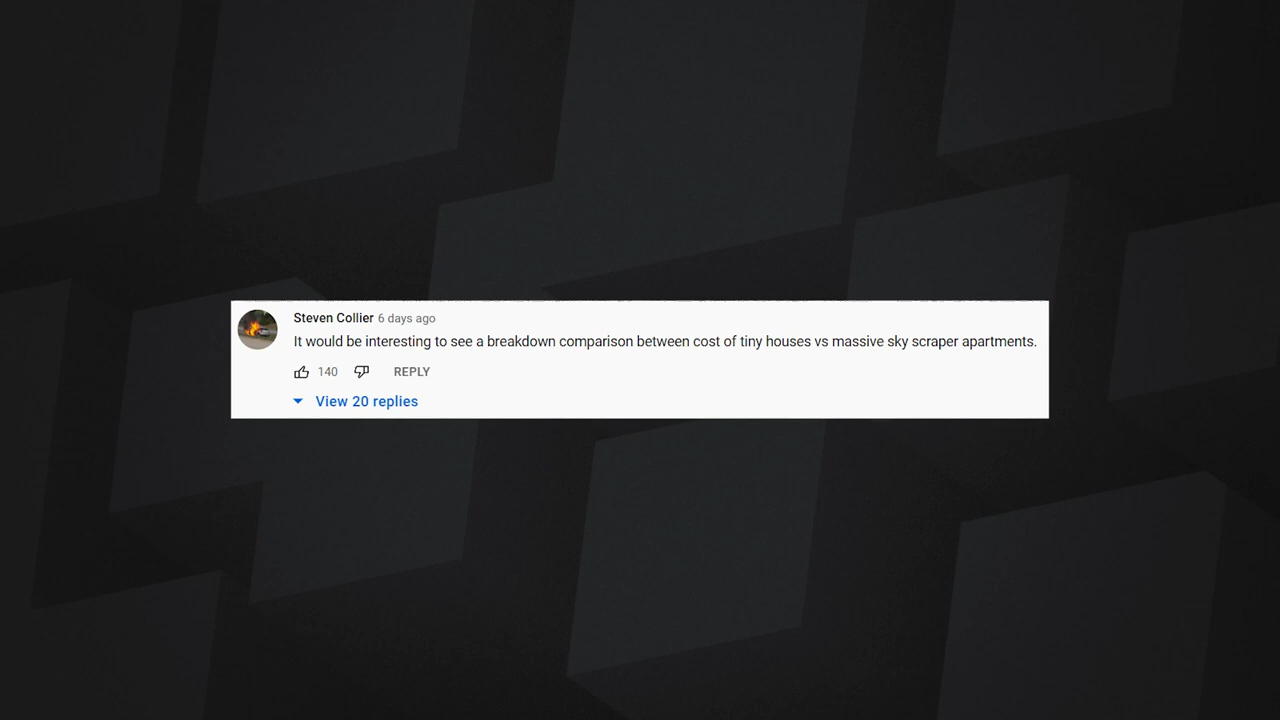 Steven Collier 6 days ago
It would be interesting to see a breakdown comparison between cost of tiny houses vs massive sky scraper apartments.
140 REPLY
View 20 replies